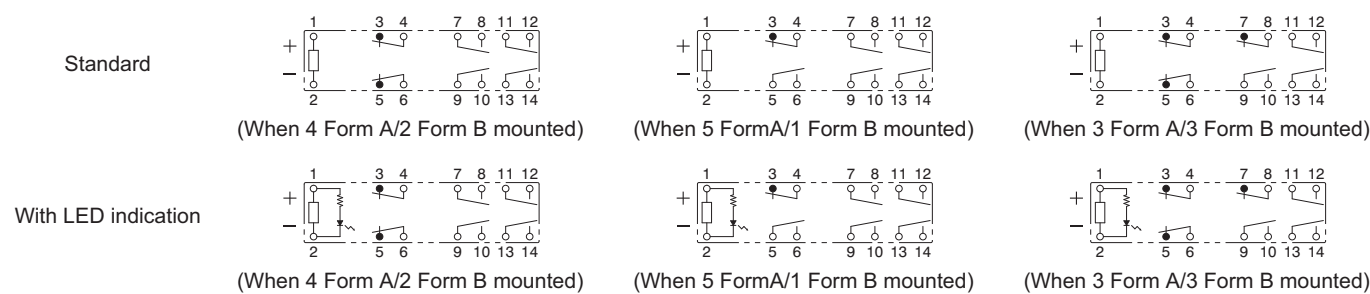 1 3 4 7 8 11 12 1 3 4 7 8 11 12 1 3 4 7 8 11 12
Standard + + +
− − −
2 5 6 9 10 13 14 2 5 6 9 10 13 14 2 5 6 9 10 13 14
(When 4 Form A/2 Form B mounted) (When 5 FormA/1 Form B mounted) (When 3 Form A/3 Form B mounted)
1 3 4 7 8 11 12 1 3 4 7 8 11 12 1 3 4 7 8 11 12
With LED indication + + +
− − −
2 5 6 9 10 13 14 2 5 6 9 10 13 14 2 5 6 9 10 13 14
(When 4 Form A/2 Form B mounted) (When 5 FormA/1 Form B mounted) (When 3 Form A/3 Form B mounted)